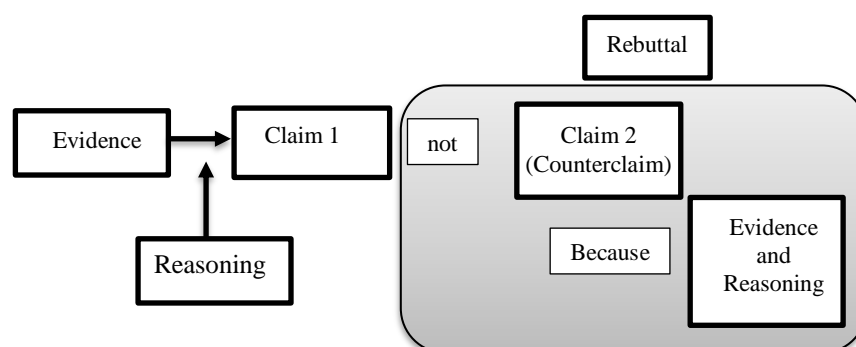 Rebuttal
Evidence
Claim 1
not
Claim 2
(Counterclaim)
Reasoning
Because
Evidence
and
Reasoning